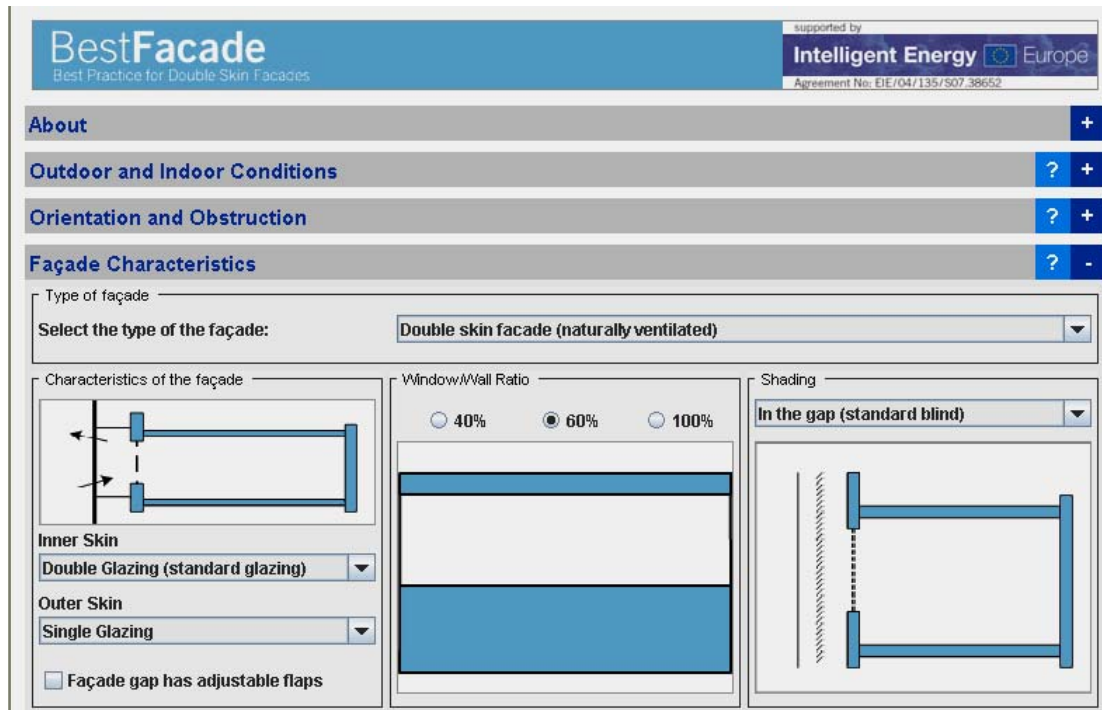 BestFacade
Best Practice for Double Skin Facades
supported by
Intelligent Energy Europe
Agreement No: EIE/04/135/S07.38652
About +
Outdoor and Indoor Conditions ? +
Orientation and Obstruction ? +
Façade Characteristics ? -
Type of façade
Select the type of the façade: Double skin facade (naturally ventilated)
Characteristics of the façade
Inner Skin
Double Glazing (standard glazing)
Outer Skin
Single Glazing
Façade gap has adjustable flaps
Window/Wall Ratio
40% 60% 100%
Shading
In the gap (standard blind)